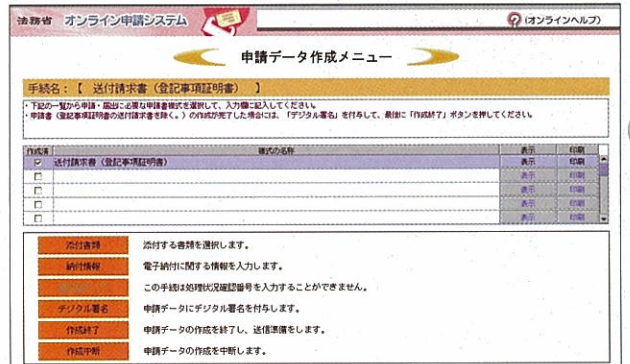 法務省 オンライン申請システム
(オンラインヘルプ)
申請データ作成メニュー
手続名：【 送付請求書（登記事項証明書） 】
・下記の一覧から申請・届出に必要な申請書様式を選択して、入力欄に記入してください。
・申請書（登記事項証明書の送付請求書を除く。）の作成が完了した場合には、「デジタル署名」を付与して、最後に「作成終了」ボタンを押してください。
作成済 様式の名称 表示 印刷
送付請求書（登記事項証明書） 表示 印刷
表示 印刷
表示 印刷
表示 印刷
表示 印刷
添付書類 添付する書類を選択します。
納付情報 電子納付に関する情報を入力します。
この手続は処理状況確認番号を入力することができません。
デジタル署名 申請データにデジタル署名を付与します。
作成終了 申請データの作成を終了し、送信準備をします。
作成中断 申請データの作成を中断します。